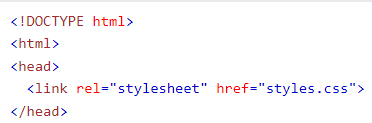 <!DOCTYPE html>
<html>
<head>
  <link rel="stylesheet" href="styles.css">
</head>